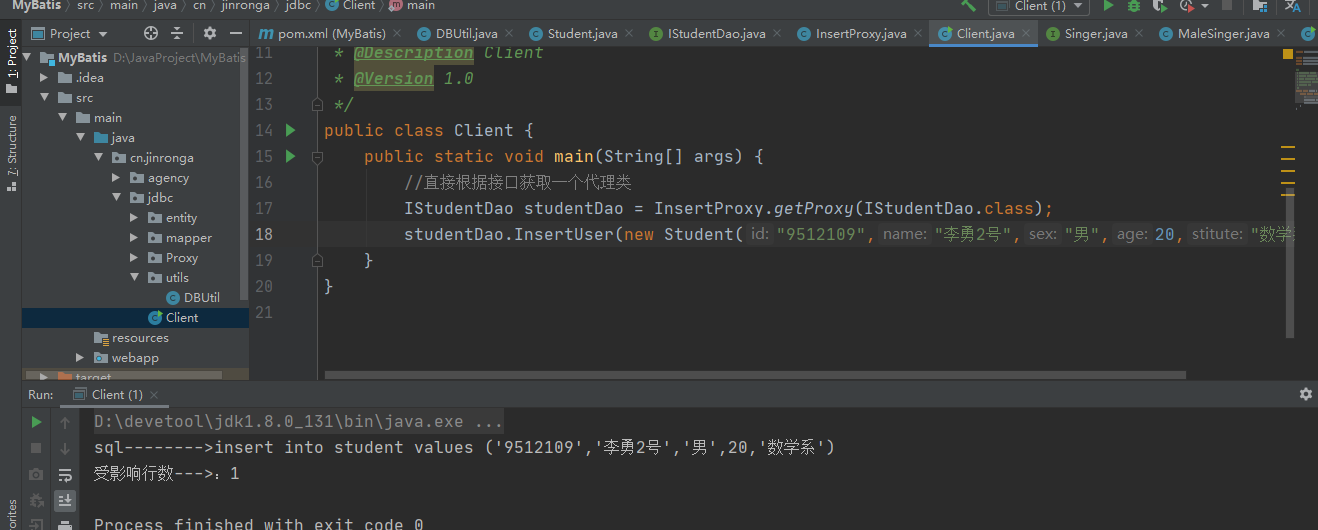 MyBatis src main java cn jinronga jdbc Client main Client (1)
Project pom.xml (MyBatis) DBUtil.java Student.java IStudentDao.java InsertProxy.java Client.java Singer.java MaleSinger.java
1: Project
7: Structure
MyBatis D:\JavaProject\MyBatis
.idea
src
main
java
cn.jinronga
agency
jdbc
entity
mapper
Proxy
utils
DBUtil
Client
resources
webapp
target
11 * @Description Client
12 * @Version 1.0
13 */
14 public class Client {
15 public static void main(String[] args) {
16 //直接根据接口获取一个代理类
17 IStudentDao studentDao = InsertProxy.getProxy(IStudentDao.class);
18 studentDao.InsertUser(new Student( id: "9512109", name: "李勇2号", sex: "男", age: 20, stitute: "数学
19 }
20 }
21
Run: Client (1)
D:\devetool\jdk1.8.0_131\bin\java.exe ...
sql-------->insert into student values ('9512109','李勇2号','男',20,'数学系')
受影响行数--->：1
Process finished with exit code 0